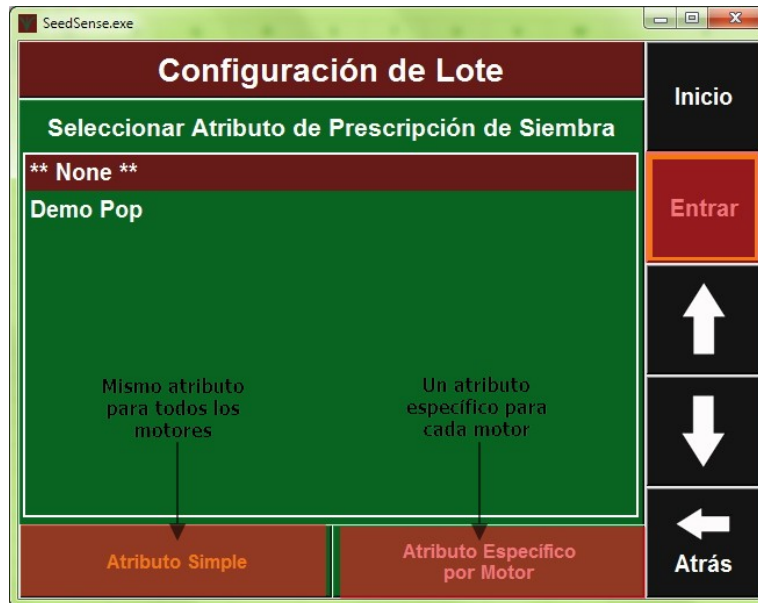 SeedSense.exe
Configuración de Lote
Inicio
Seleccionar Atributo de Prescripción de Siembra
** None **
Demo Pop
Entrar
Mismo atributo
para todos los
motores
Un atributo
específico para
cada motor
Atributo Simple
Atributo Específico
por Motor
Atrás